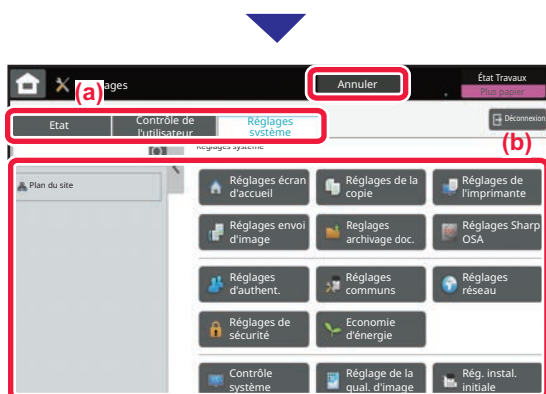 ages
Annuler
État Travaux
Plus papier
(a)
Etat
Contrôle de
l'utilisateur
Réglages
système
Déconnexion
(b)
Réglages système
Plan du site
Réglages écran
d'accueil
Réglages de la
copie
Réglages de
l'imprimante
Réglages envoi
d'image
Reglages
archivage doc.
Réglages Sharp
OSA
Réglages
d'authent.
Réglages
communs
Réglages
réseau
Réglages de
sécurité
Economie
d'énergie
Contrôle
système
Réglage de la
qual. d'image
Rég. instal.
initiale